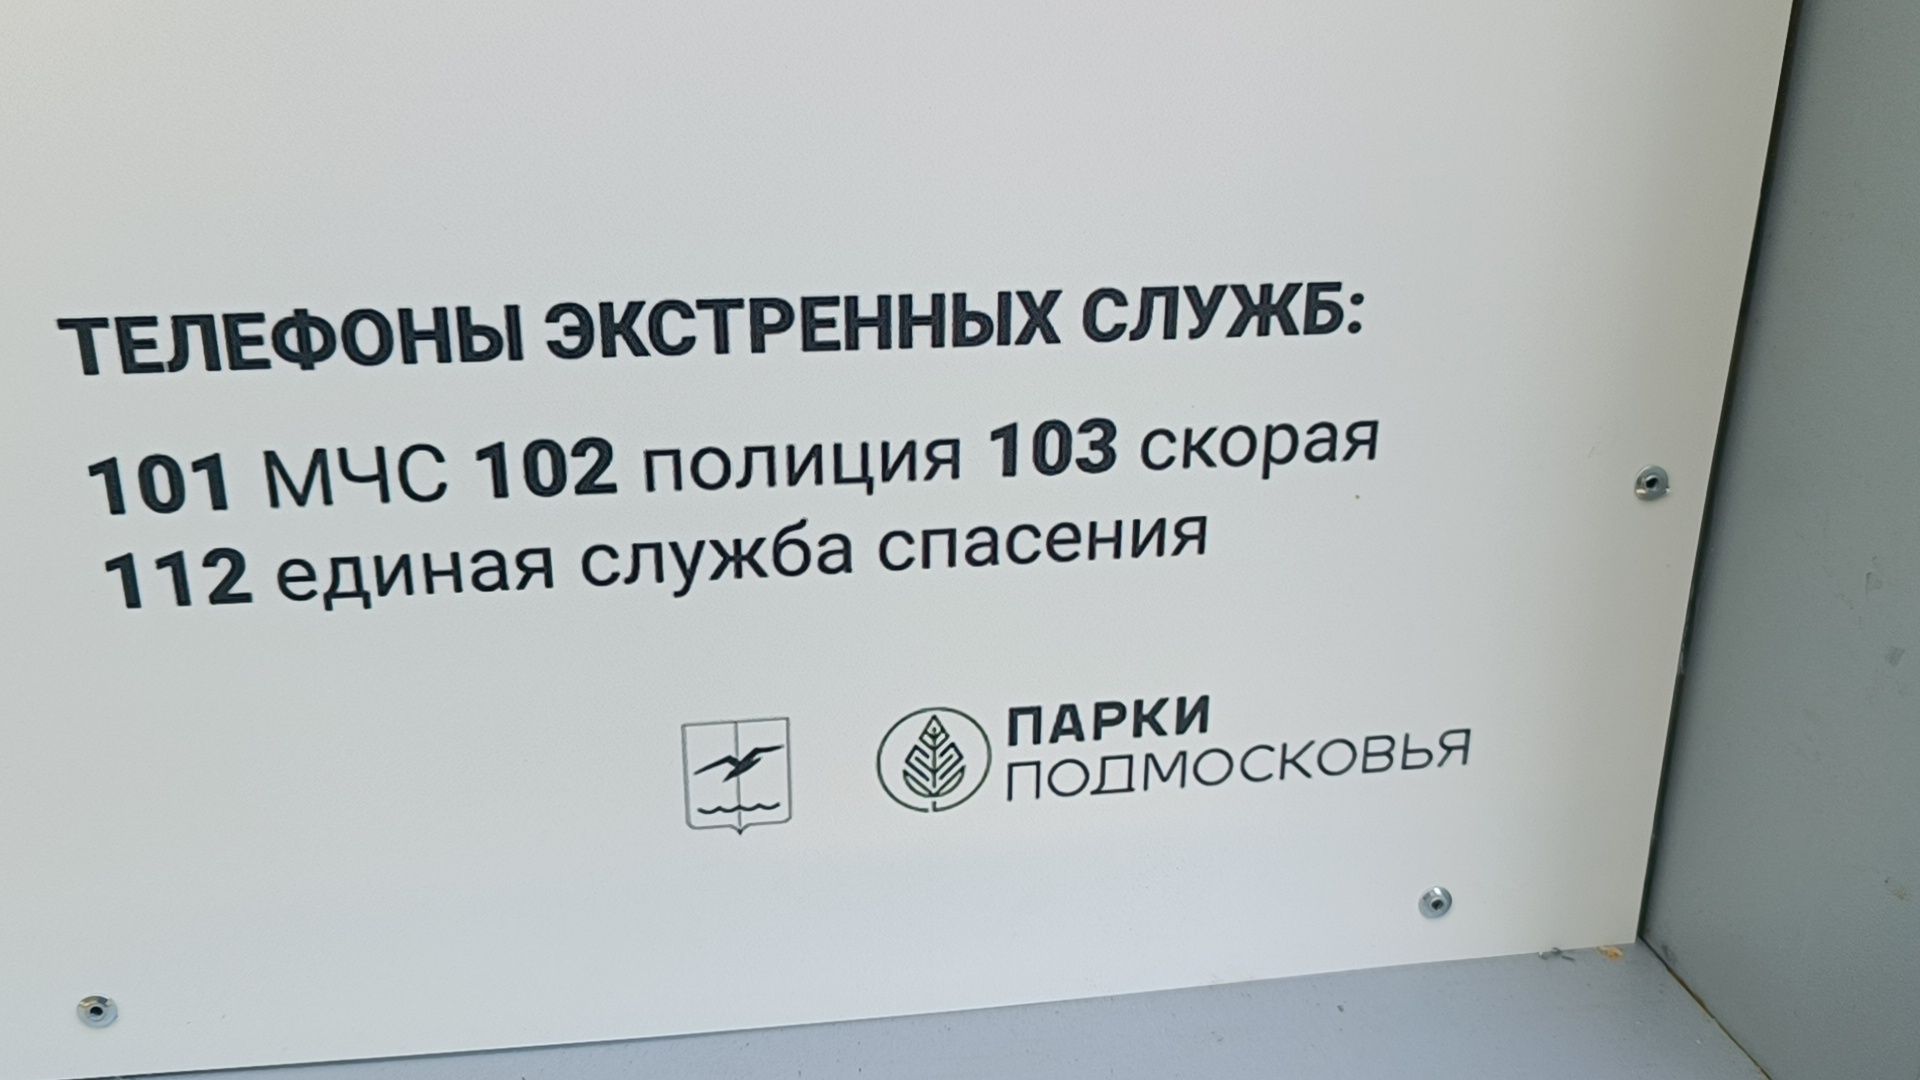 ТЕЛЕФОНЫ ЭКСТРЕННЫХ СЛУЖБ:
101 МЧС 102 полиция 103 скорая
112 единая служба спасения
ПАРКИ
ПОДМОСКОВЬЯ